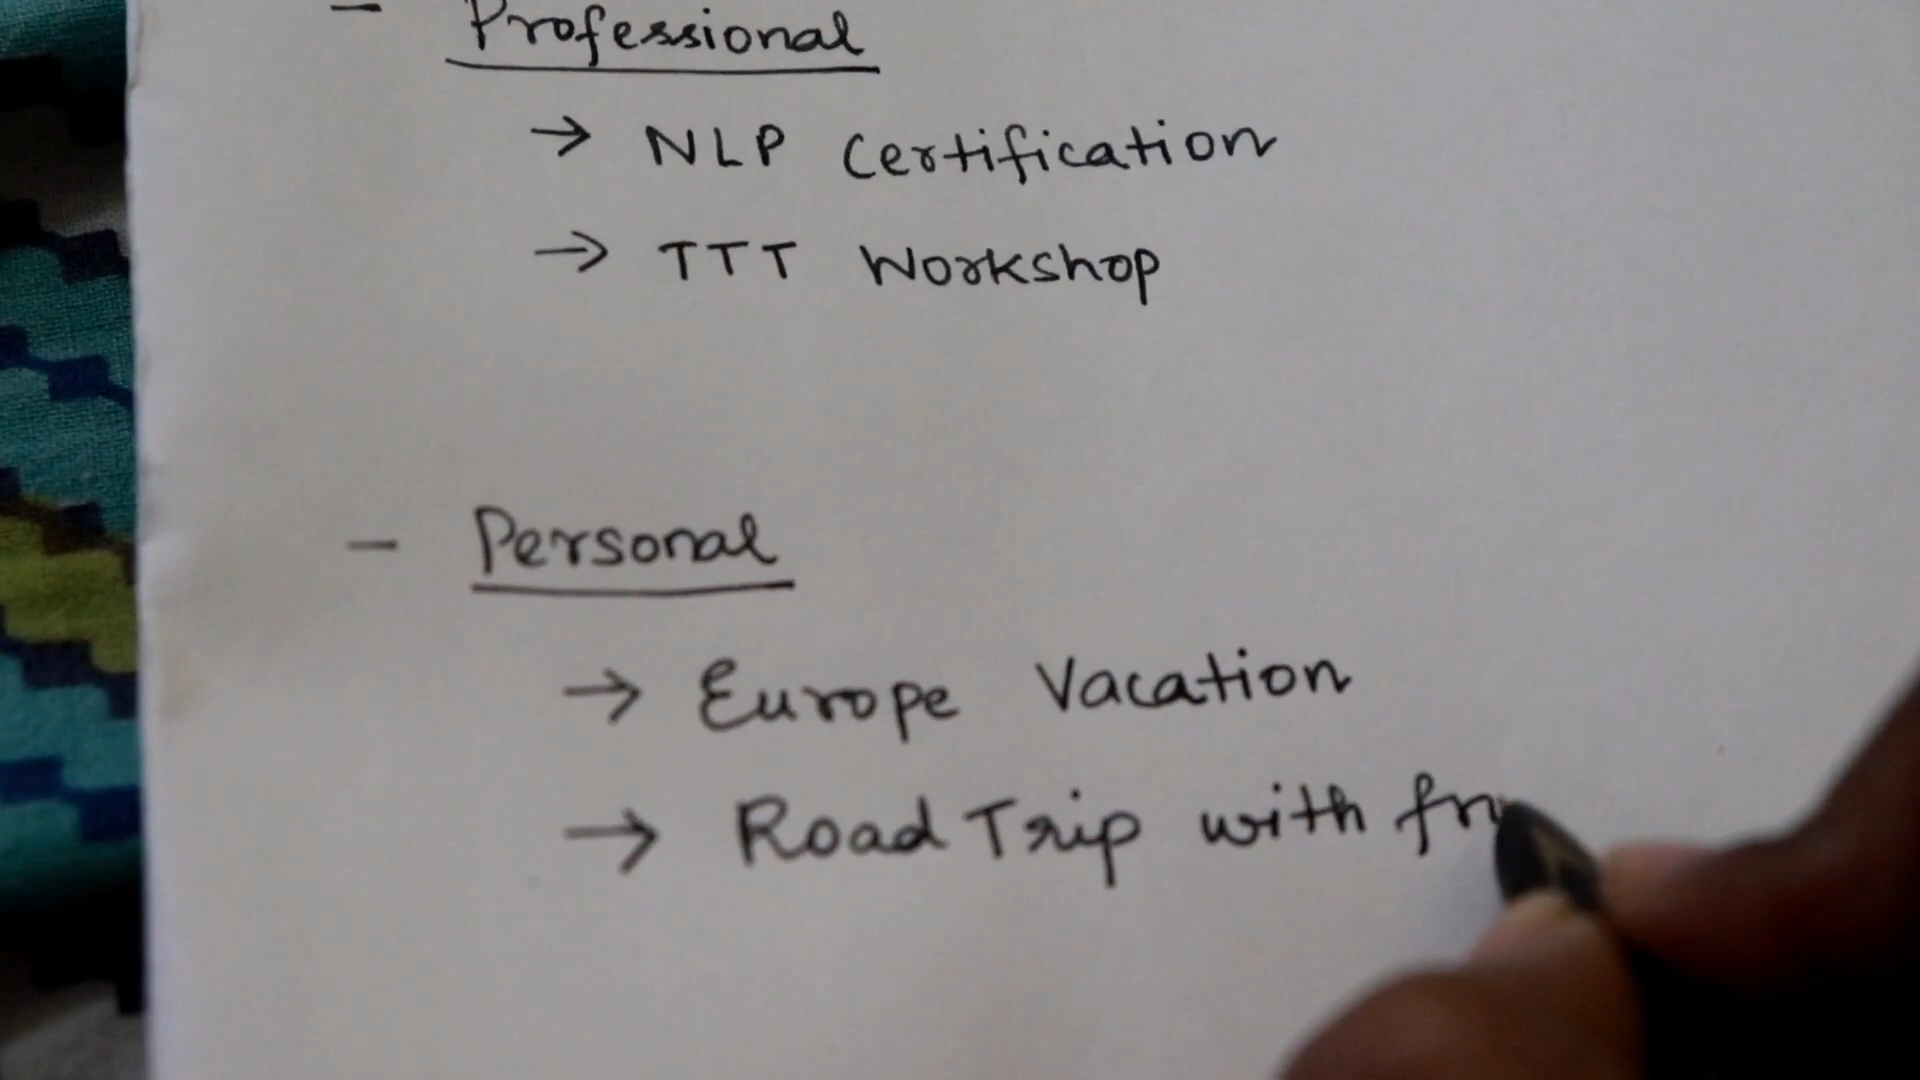 - Professional
→ NLP Certification
→ TTT Workshop
- Personal
→ Europe Vacation
→ Road Trip with